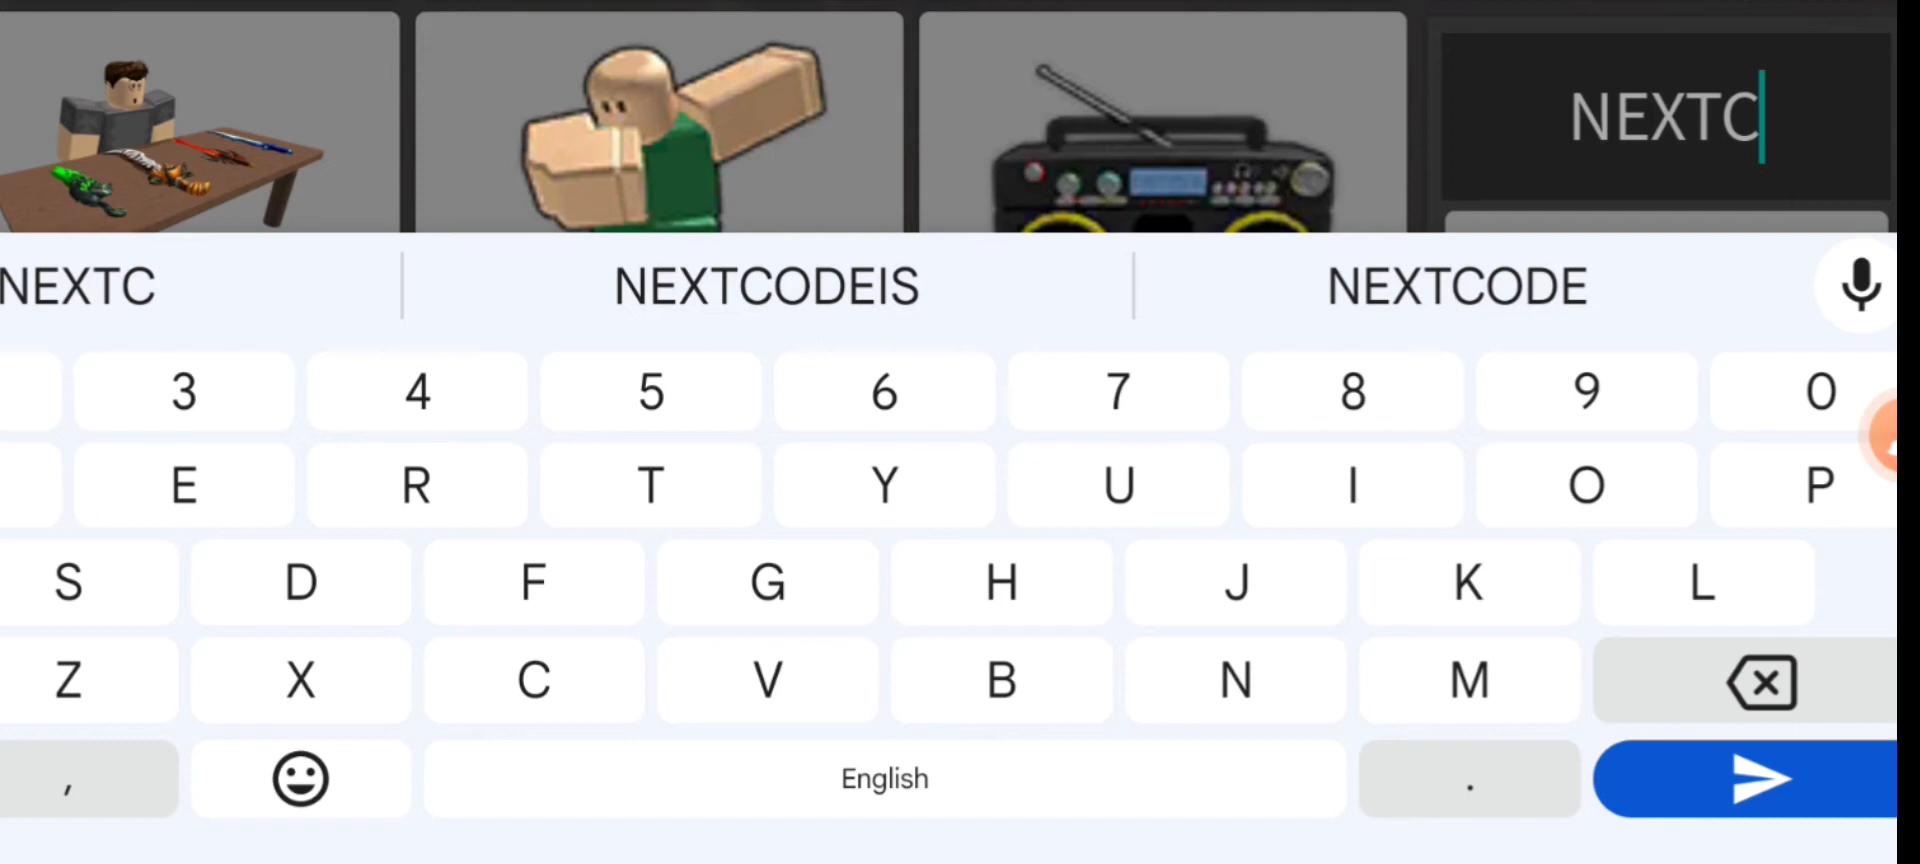 NEXTC
NEXTC NEXTCODEIS NEXTCODE
3 4 5 6 7 8 9 0
E R T Y U I O P
S D F G H J K L
Z X C V B N M
, English .